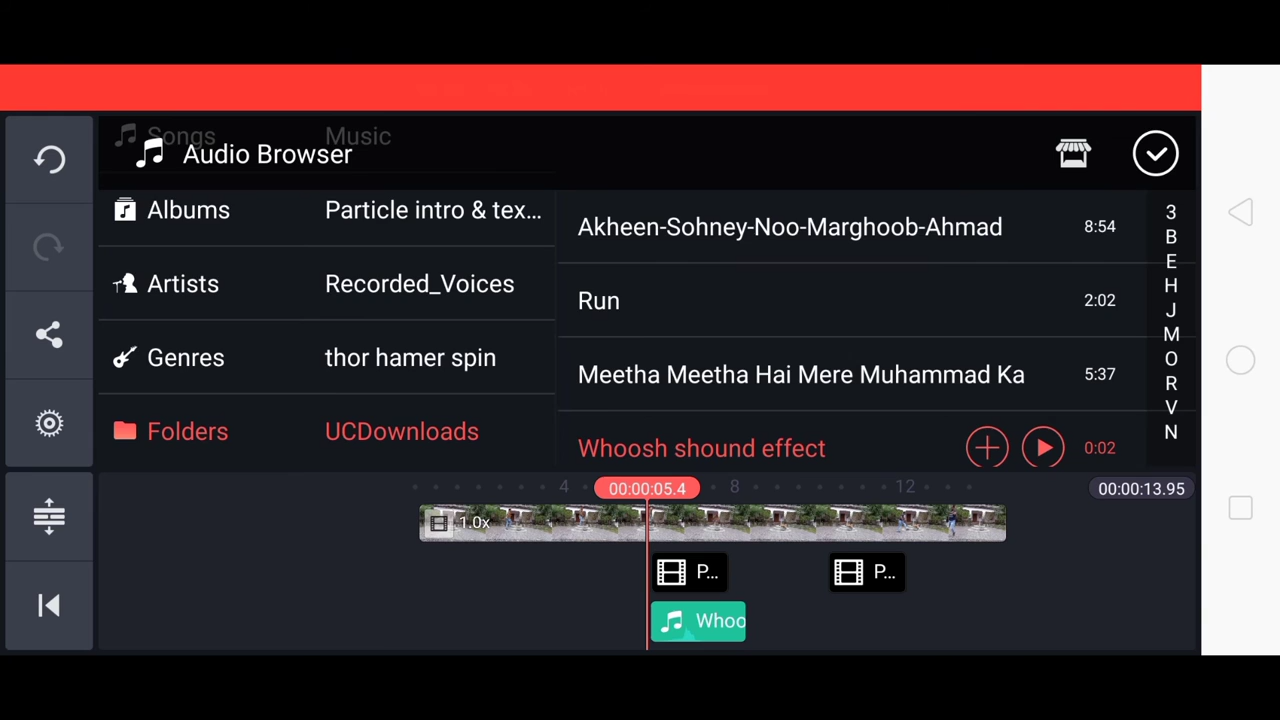 Songs Music
Audio Browser
Albums Particle intro & tex...
Artists Recorded_Voices
Genres thor hamer spin
Folders UCDownloads
Akheen-Sohney-Noo-Marghoob-Ahmad 8:54
Run 2:02
Meetha Meetha Hai Mere Muhammad Ka 5:37
Whoosh shound effect 0:02
3
B
E
H
J
M
O
R
V
N
4 00:00:05.4 8 12 00:00:13.95
1.0x
P... P...
Whoo